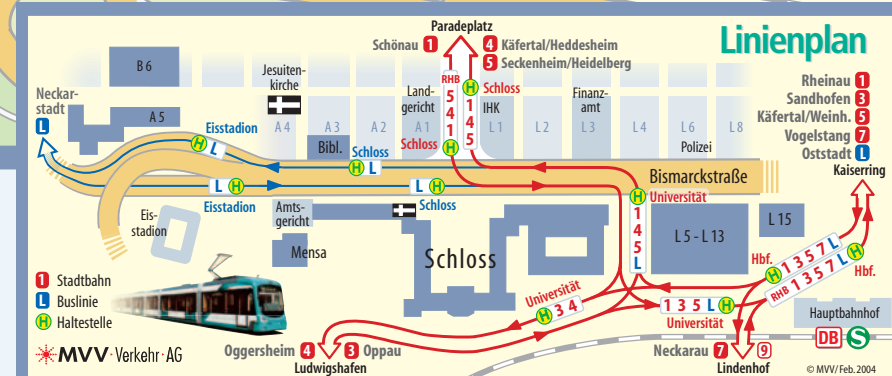 Linienplan
Paradeplatz
Schönau 1
4 Käfertal/Heddesheim
5 Seckenheim/Heidelberg
Rheinau 1
Sandhofen 3
Käfertal/Weinh. 5
Vogelstang 7
Oststadt L
Kaiserring
B 6
Jesuiten-
kirche
Neckar-
stadt
L
A 5
Eisstadion
H L
A 4
A 3
Bibl.
A 2
Schloss
H L
Land-
gericht
A 1
Schloss
RHB 5 4 1 H
H 1 4 5
Schloss
IHK
L 1
L 2
Finanz-
amt
L 3
L 4
L 6
Polizei
L 8
Bismarckstraße
L H
Eisstadion
L H
Schloss
Eis-
stadion
Amts-
gericht
Mensa
Schloss
H
Universität
1 4 5 L
L 5 - L 13
L 15
Hbf.
H 1 3 5 7 L
RHB 1 3 5 7 L H
Hbf.
Universität
H 3 4
1 3 5 L H
Universität
Hauptbahnhof
DB S
1 Stadtbahn
L Buslinie
H Haltestelle
MVV Verkehr · AG
Oggersheim 4
3 Oppau
Ludwigshafen
Neckarau 7
9
Lindenhof
© MVV/ Feb. 2004